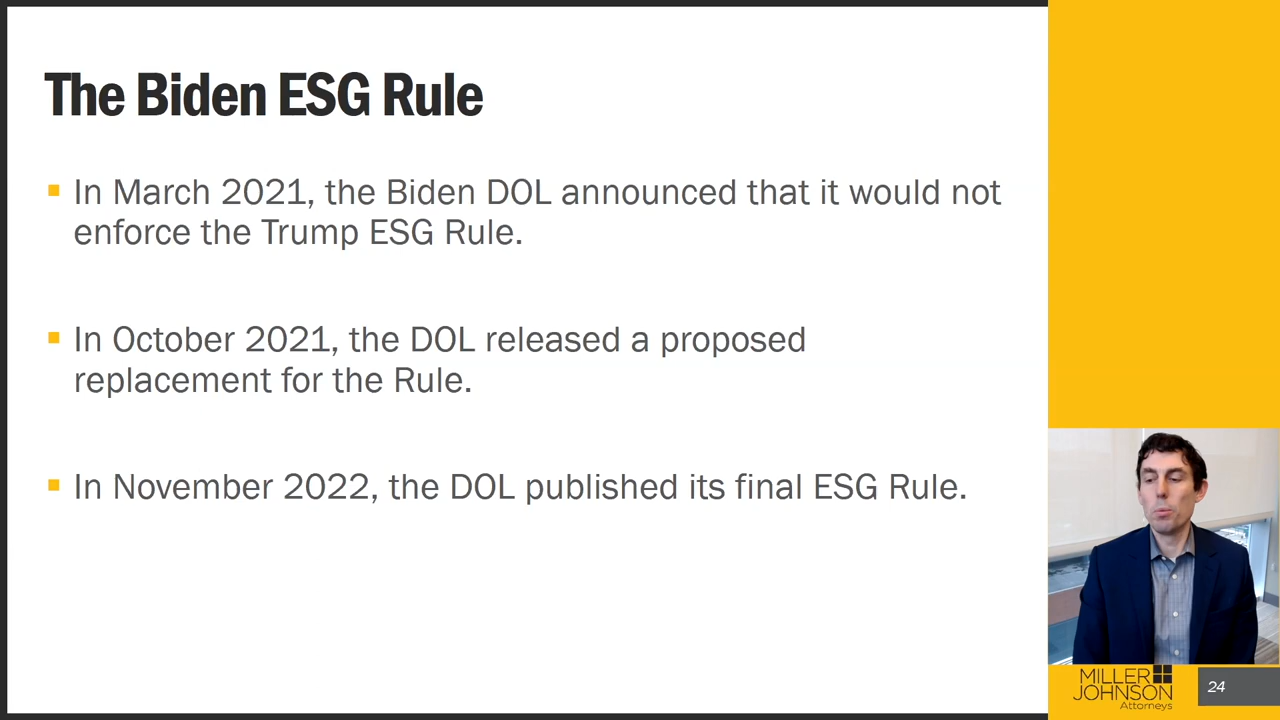 The Biden ESG Rule
▪ In March 2021, the Biden DOL announced that it would not
enforce the Trump ESG Rule.
▪ In October 2021, the DOL released a proposed
replacement for the Rule.
▪ In November 2022, the DOL published its final ESG Rule.
MILLER
JOHNSON
Attorneys
24